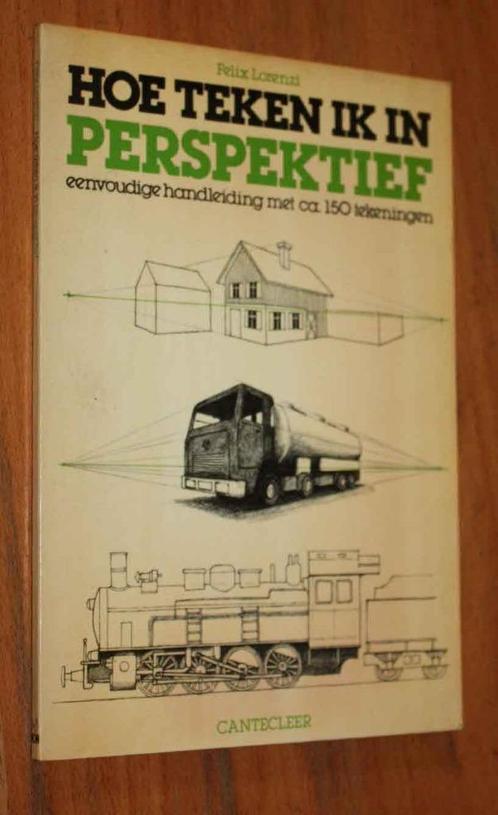 Felix Lorenzi
HOE TEKEN IK IN
PERSPEKTIEF
eenvoudige handleiding met ca. 150 tekeningen
CANTECLEER